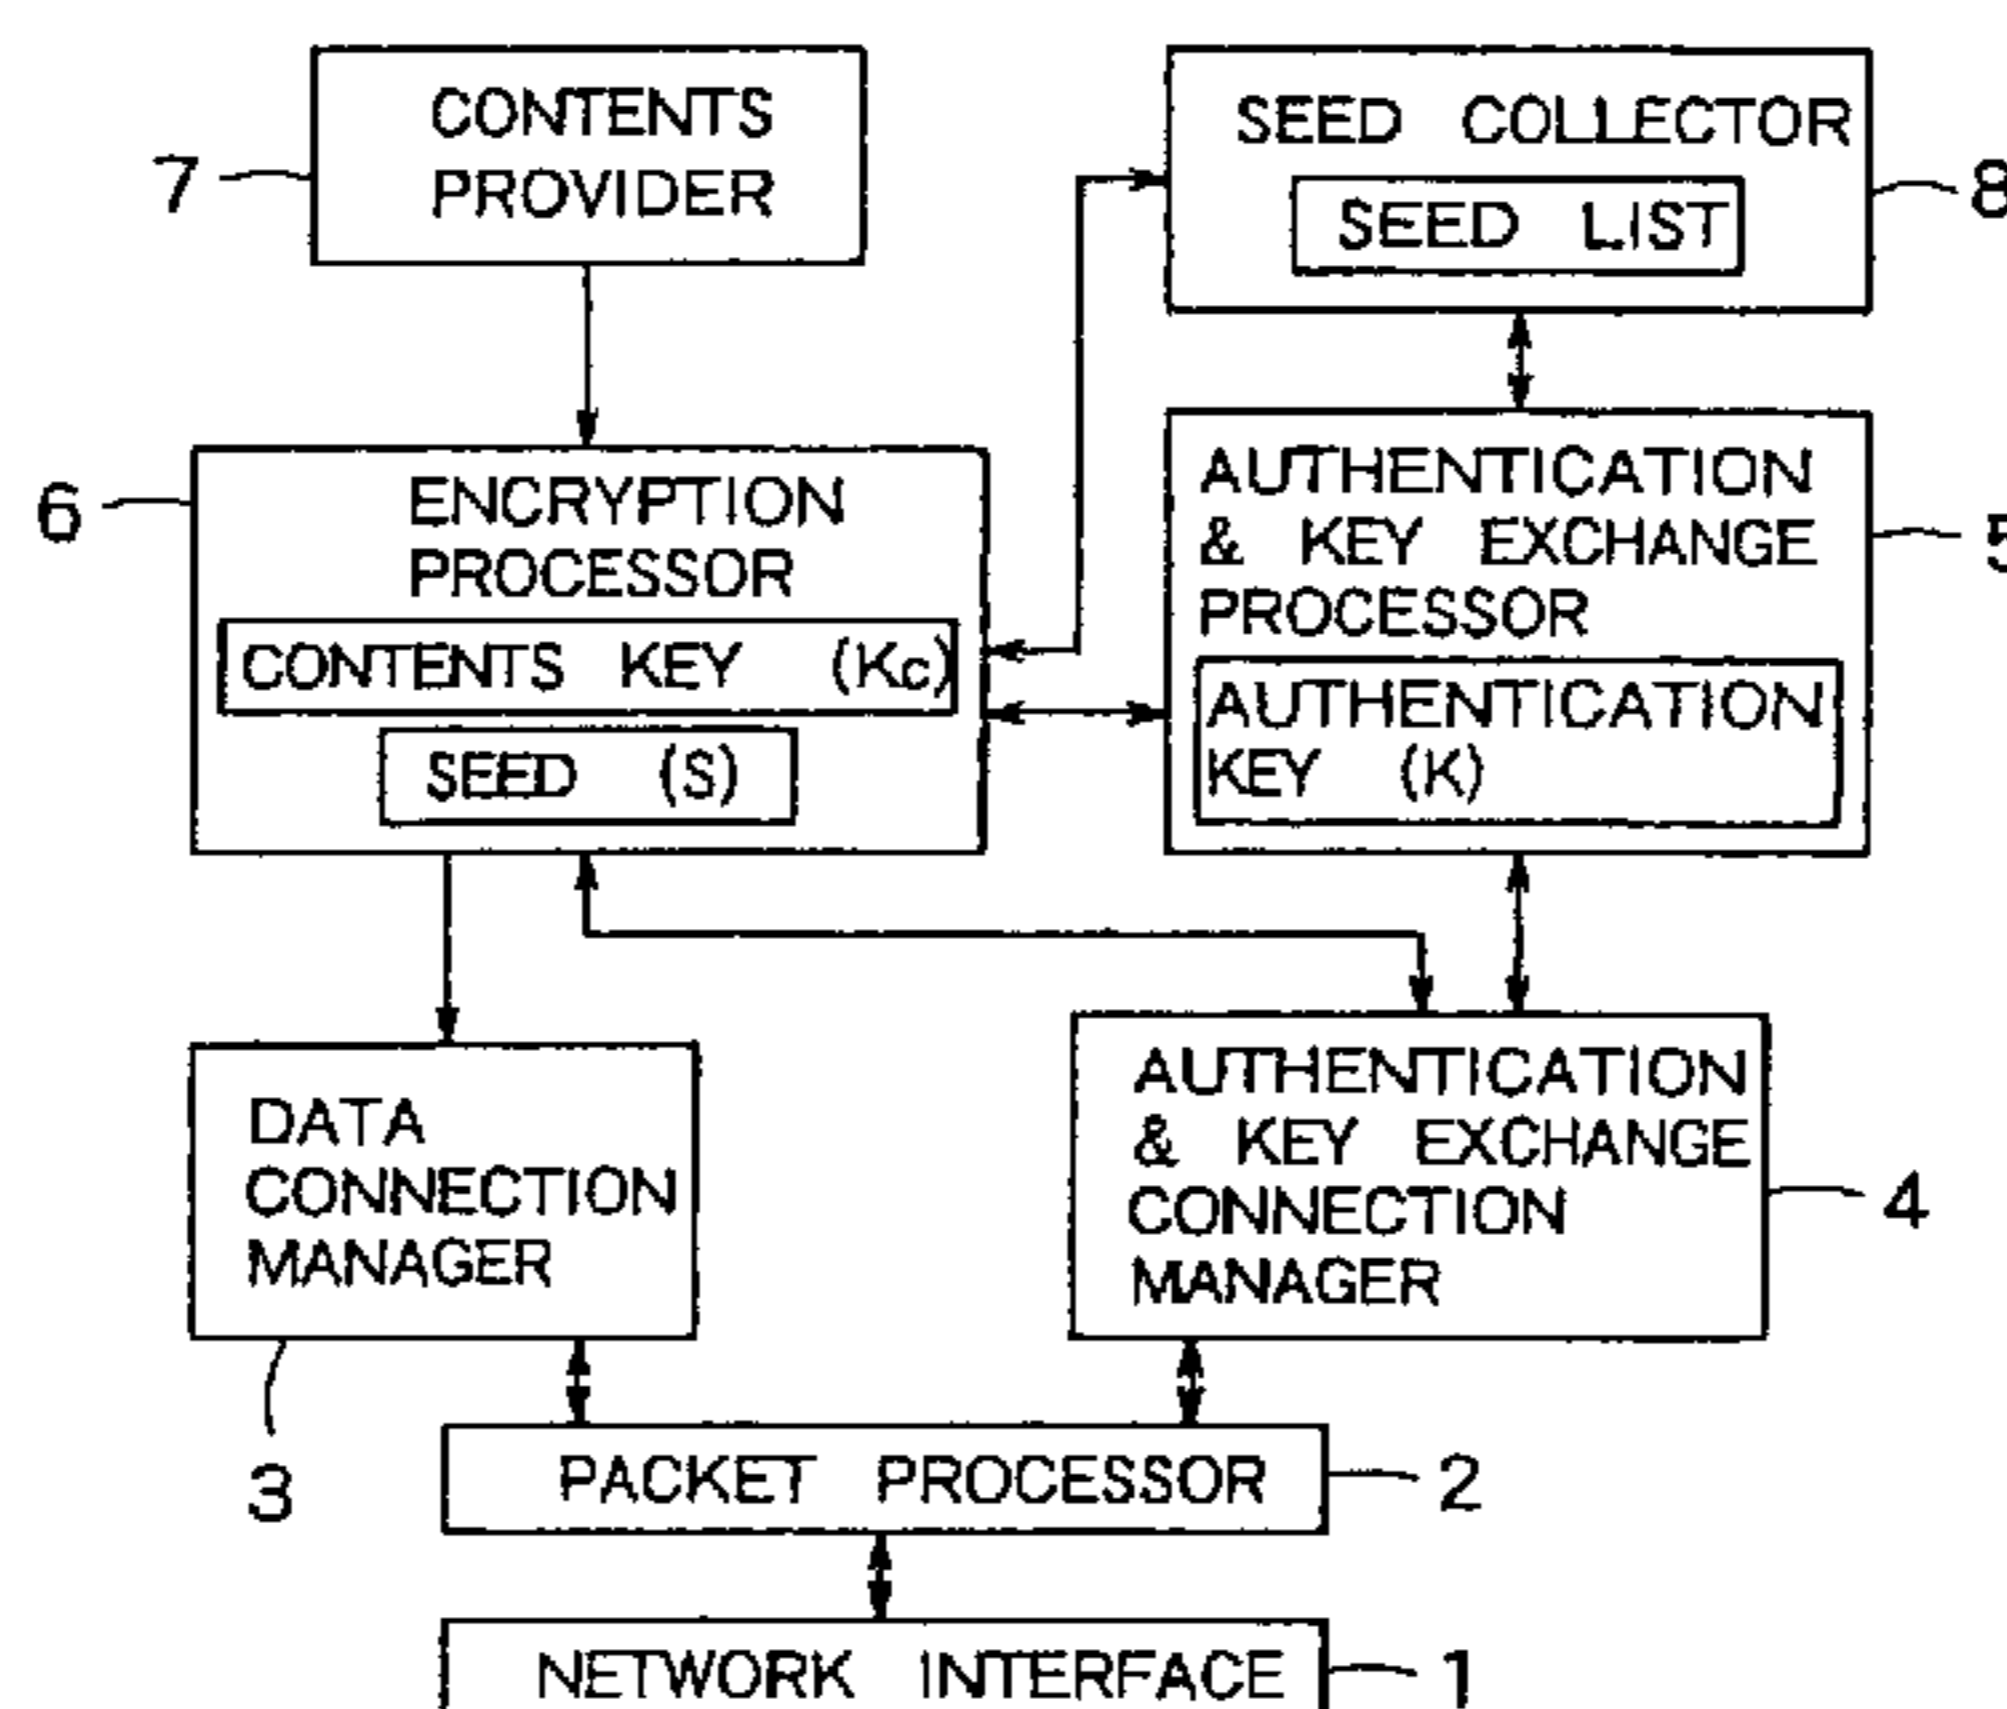 CONTENTS
PROVIDER
7
SEED COLLECTOR
SEED LIST
8
6
ENCRYPTION
PROCESSOR
CONTENTS KEY (Kc)
SEED (S)
AUTHENTICATION
& KEY EXCHANGE
PROCESSOR
5
AUTHENTICATION
KEY (K)
DATA
CONNECTION
MANAGER
3
AUTHENTICATION
& KEY EXCHANGE
CONNECTION
MANAGER
4
PACKET PROCESSOR
2
NETWORK INTERFACE
1